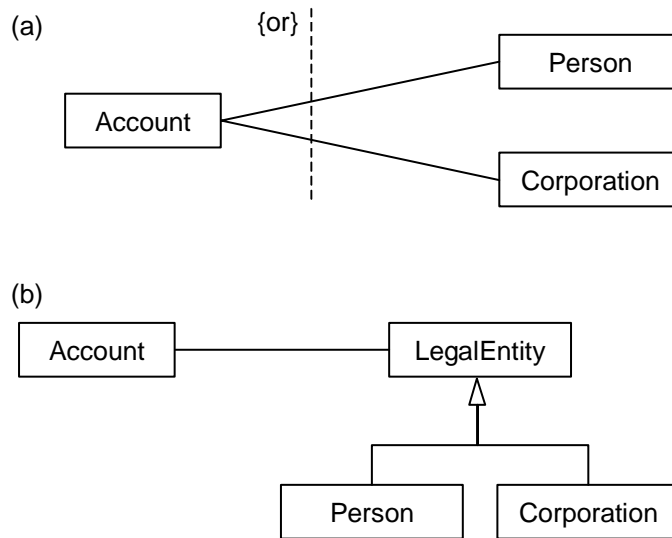 (a)
{or}
Person
Account
Corporation
(b)
Account
LegalEntity
Person
Corporation